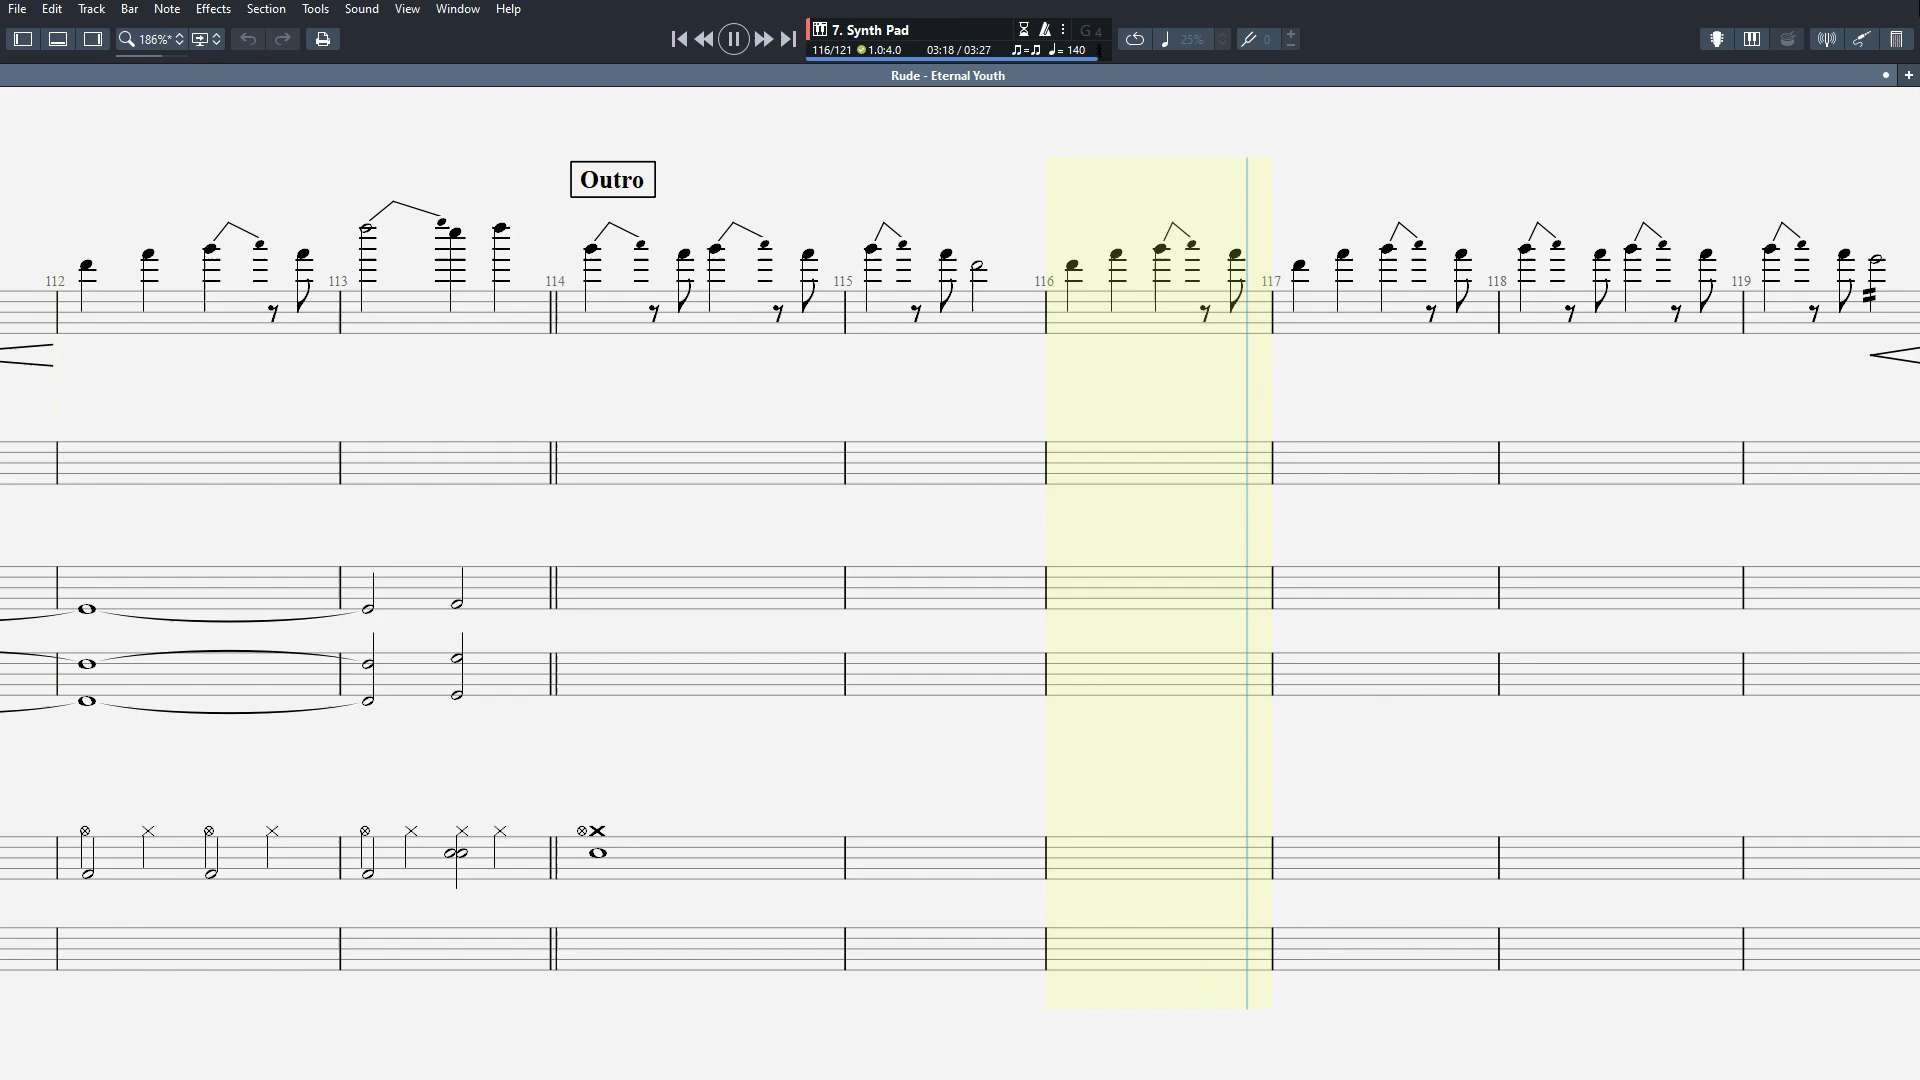 File Edit Track Bar Note Effects Section Tools Sound View Window Help
186%*
7. Synth Pad
G 4
116/121 1.0:4.0 03:18 / 03:27 ♫=♫ ♩= 140
25%
0
Rude - Eternal Youth
Outro
112 113 114 115 116 117 118 119